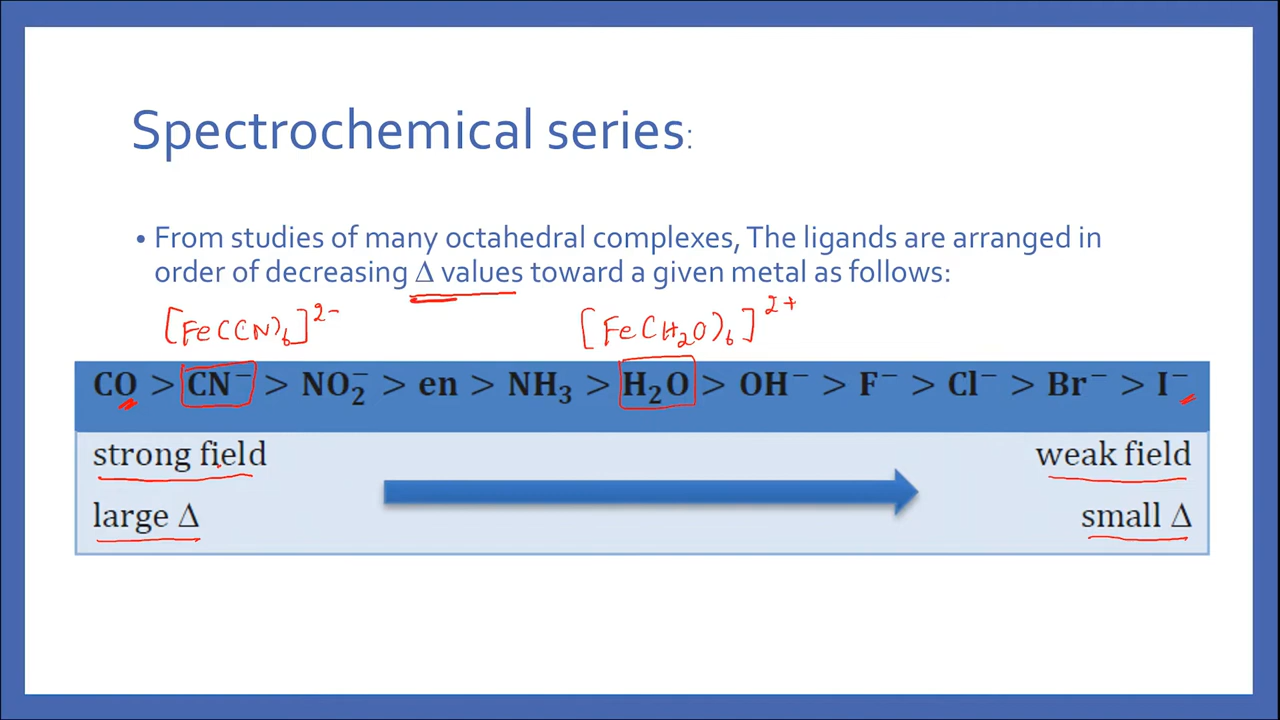 Spectrochemical series:
• From studies of many octahedral complexes, The ligands are arranged in
order of decreasing Δ values toward a given metal as follows:
[Fe(CN)₆]²⁻ [Fe(H₂O)₆]²⁺
CO > CN⁻ > NO₂⁻ > en > NH₃ > H₂O > OH⁻ > F⁻ > Cl⁻ > Br⁻ > I⁻
strong field weak field
large Δ small Δ